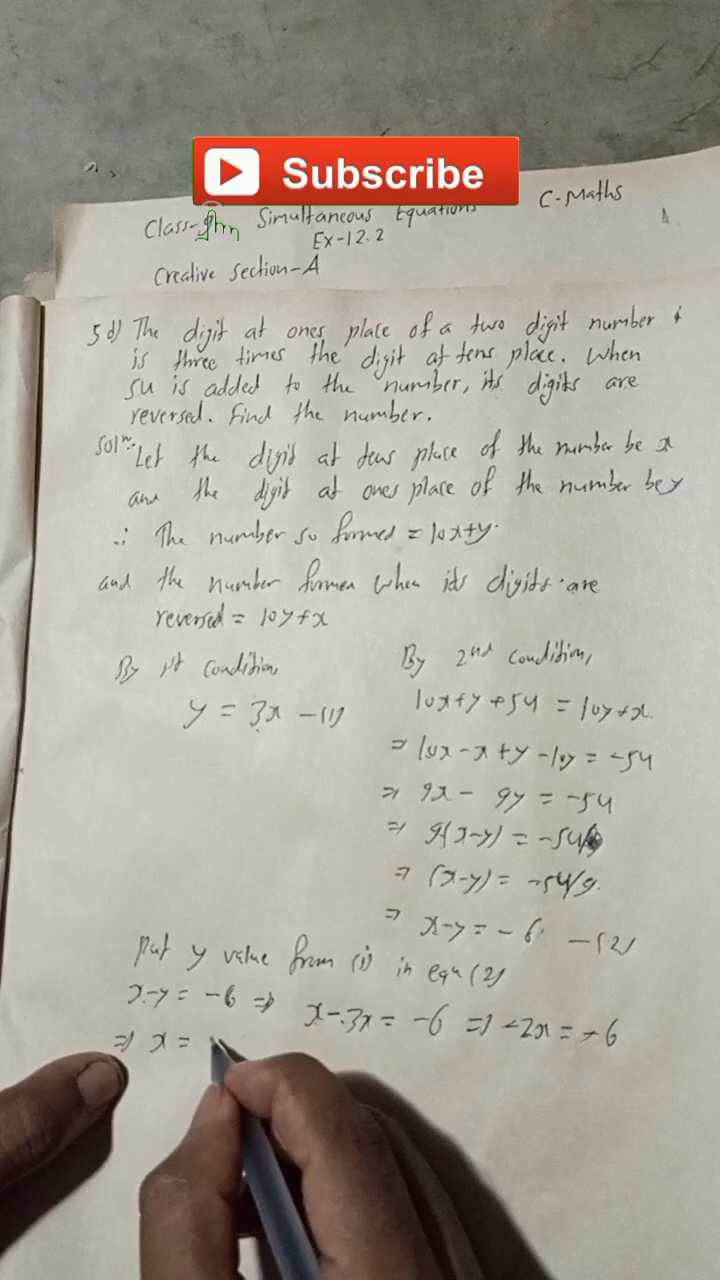 Subscribe
Class-9th Simultaneous Equations C-Maths
Ex-12.2
Creative section-A
5d) The digit at ones place of a two digit number
is three times the digit at tens place. When
54 is added to the number, its digits are
reversed. Find the number.
Solⁿ:- Let the digit at tens place of the number be x
and the digit at ones place of the number be y
∴ The number so formed = 10x+y.
and the number formed when its digits are
reversed = 10y+x
By 1st condition
y = 3x -(1)
By 2nd condition,
10x+y+54 = 10y+x.
⇒ 10x-x+y-10y = -54
⇒ 9x - 9y = -54
⇒ 9(x-y) = -54
⇒ (x-y) = -54/9.
⇒ x-y = -6 -(2)
put y value from (1) in eqn (2)
x-y = -6 ⇒ x-3x = -6 ⇒ -2x = -6
⇒ x =